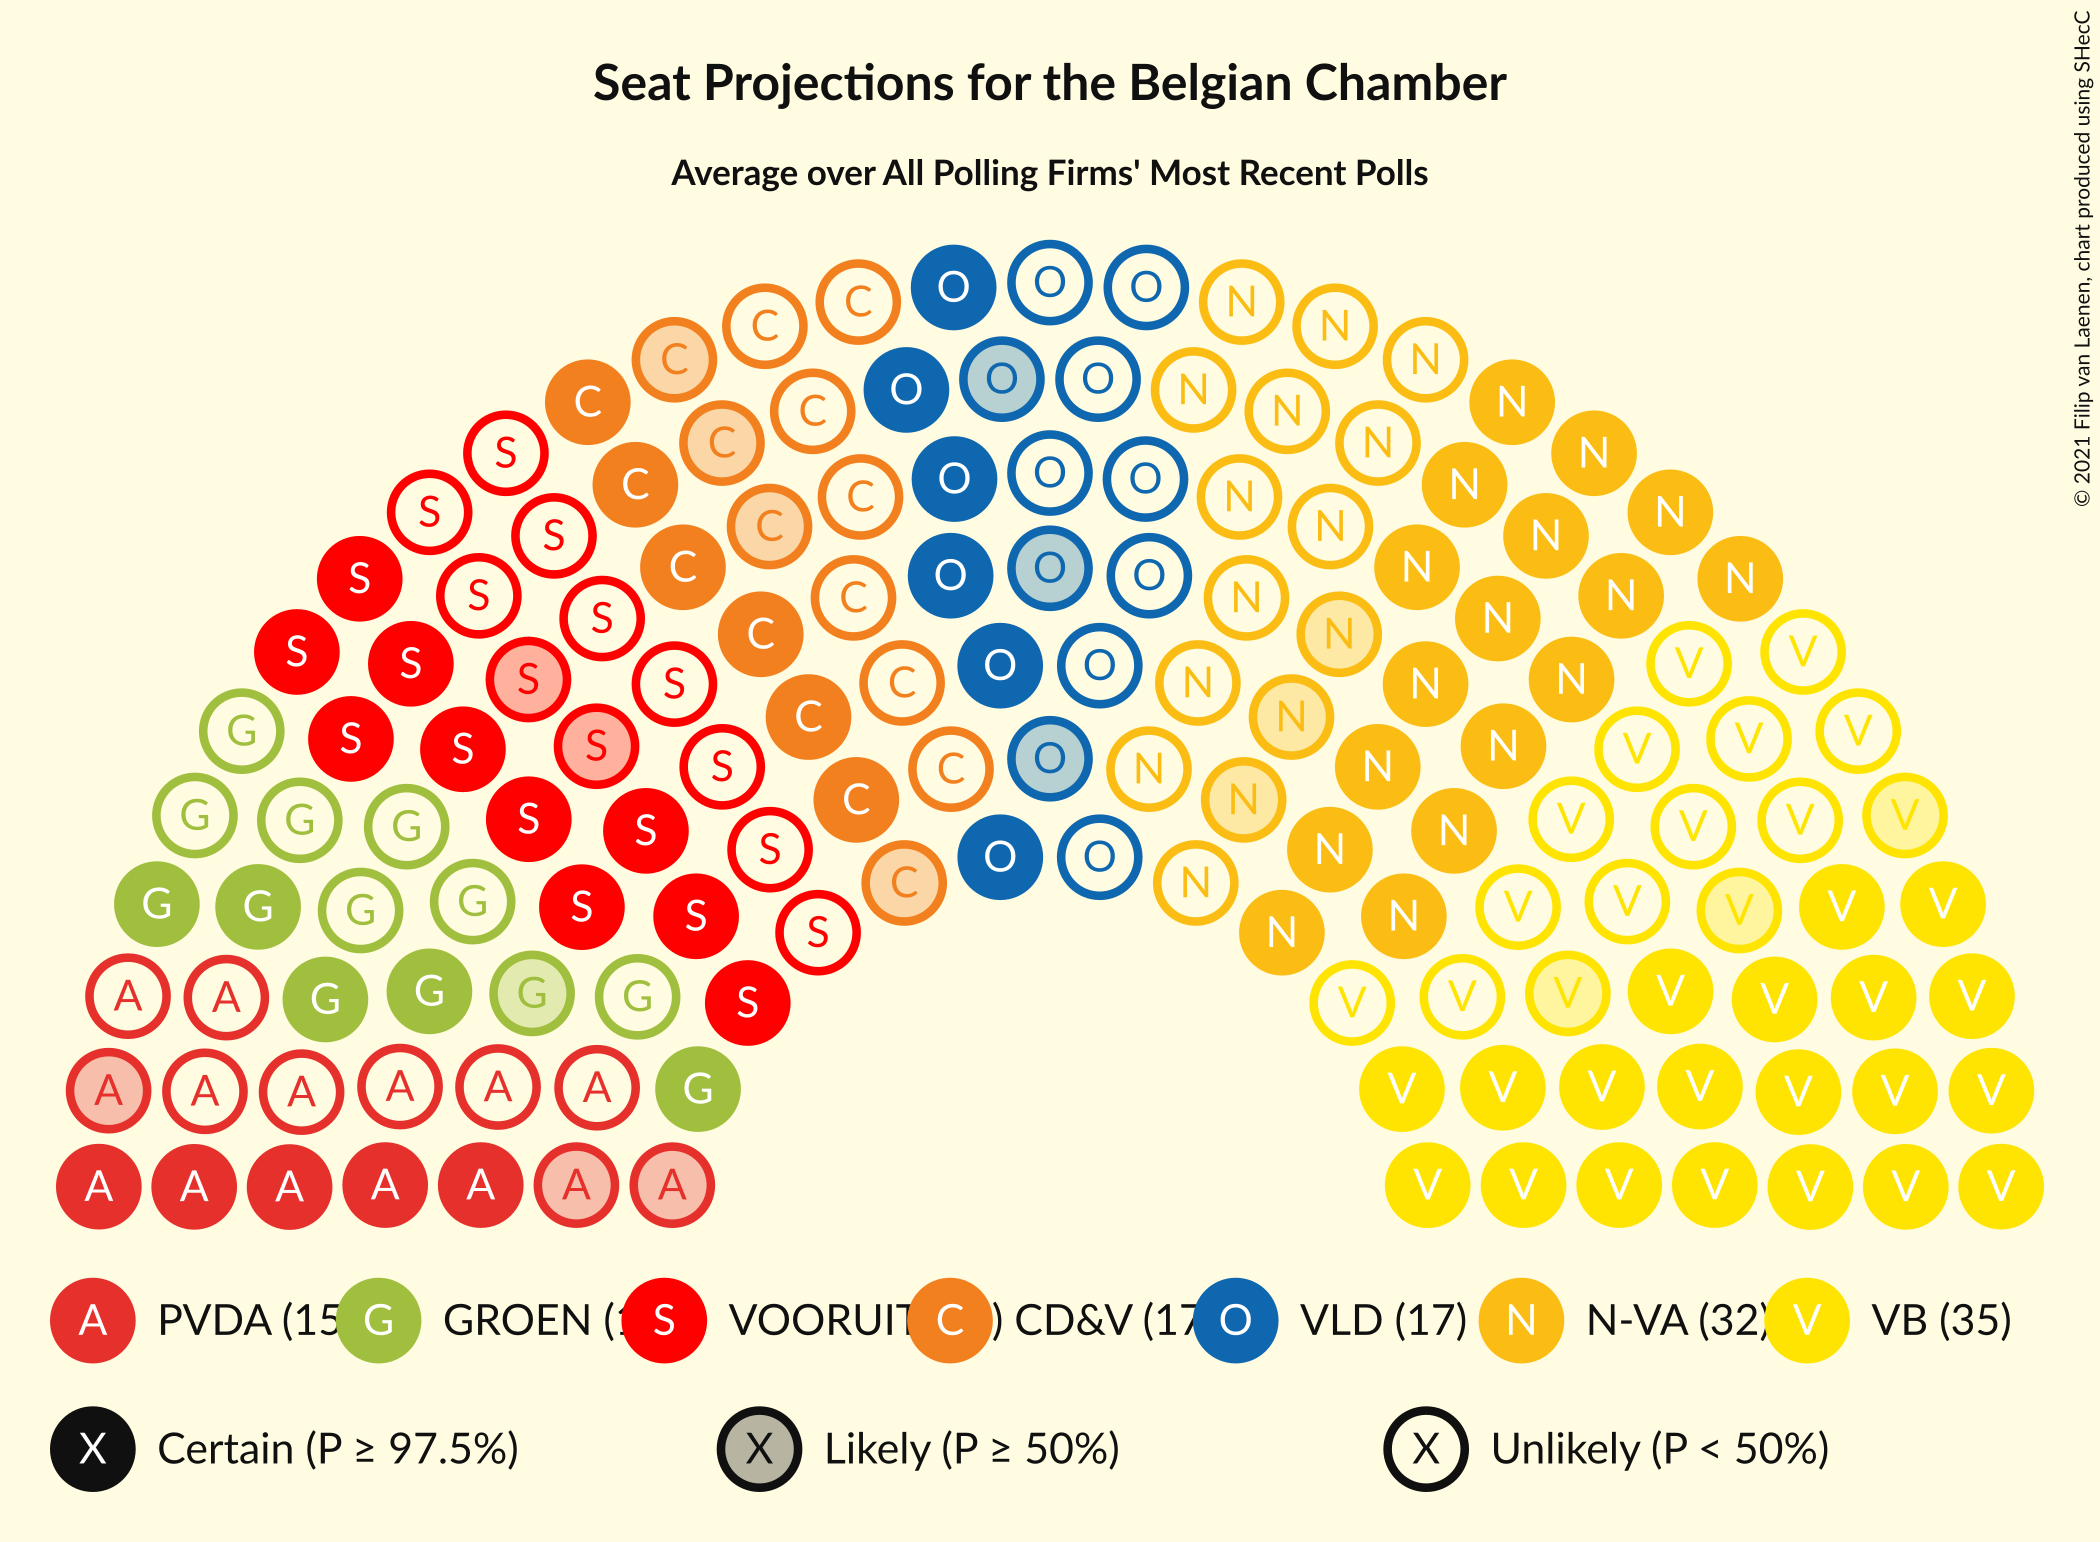 Seat Projections for the Belgian Chamber
Average over All Polling Firms' Most Recent Polls
© 2021 Filip van Laenen, chart produced using SHecC
O O O
C O O O N
C C N N
C O O O N
C C N N
C C O O O N N
C C N N
S C C O O O N N
S C C N N
S C C O O N N
S S C C N N N
S S C O N N
S S C C O O N N
S S S C N N N V V
G S S S C N N V V V
G G G S S S N N V V V V
G G G G S S S C N N V V V V V
A A G G G G S V V V V V V V
A A A A A A G V V V V V V V
A A A A A A A V V V V V V V
A PVDA (15 G GROEN ( S VOORUIT C ) CD&V (17 O VLD (17) N N-VA (32) V VB (35)
X Certain (P ≥ 97.5%) X Likely (P ≥ 50%) X Unlikely (P < 50%)